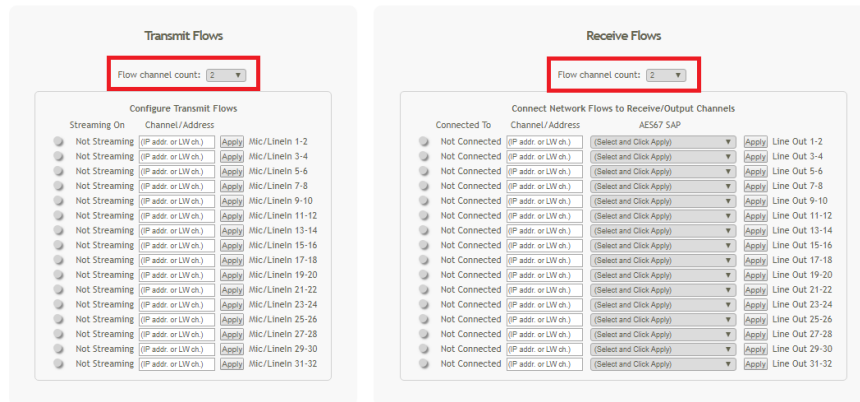 Transmit Flows
Flow channel count: 2
Configure Transmit Flows
Streaming On Channel/Address
Not Streaming (IP addr. or LW ch.) Apply Mic/LineIn 1-2
Not Streaming (IP addr. or LW ch.) Apply Mic/LineIn 3-4
Not Streaming (IP addr. or LW ch.) Apply Mic/LineIn 5-6
Not Streaming (IP addr. or LW ch.) Apply Mic/LineIn 7-8
Not Streaming (IP addr. or LW ch.) Apply Mic/LineIn 9-10
Not Streaming (IP addr. or LW ch.) Apply Mic/LineIn 11-12
Not Streaming (IP addr. or LW ch.) Apply Mic/LineIn 13-14
Not Streaming (IP addr. or LW ch.) Apply Mic/LineIn 15-16
Not Streaming (IP addr. or LW ch.) Apply Mic/LineIn 17-18
Not Streaming (IP addr. or LW ch.) Apply Mic/LineIn 19-20
Not Streaming (IP addr. or LW ch.) Apply Mic/LineIn 21-22
Not Streaming (IP addr. or LW ch.) Apply Mic/LineIn 23-24
Not Streaming (IP addr. or LW ch.) Apply Mic/LineIn 25-26
Not Streaming (IP addr. or LW ch.) Apply Mic/LineIn 27-28
Not Streaming (IP addr. or LW ch.) Apply Mic/LineIn 29-30
Not Streaming (IP addr. or LW ch.) Apply Mic/LineIn 31-32
Receive Flows
Flow channel count: 2
Connect Network Flows to Receive/Output Channels
Connected To Channel/Address AES67 SAP
Not Connected (IP addr. or LW ch.) (Select and Click Apply) Apply Line Out 1-2
Not Connected (IP addr. or LW ch.) (Select and Click Apply) Apply Line Out 3-4
Not Connected (IP addr. or LW ch.) (Select and Click Apply) Apply Line Out 5-6
Not Connected (IP addr. or LW ch.) (Select and Click Apply) Apply Line Out 7-8
Not Connected (IP addr. or LW ch.) (Select and Click Apply) Apply Line Out 9-10
Not Connected (IP addr. or LW ch.) (Select and Click Apply) Apply Line Out 11-12
Not Connected (IP addr. or LW ch.) (Select and Click Apply) Apply Line Out 13-14
Not Connected (IP addr. or LW ch.) (Select and Click Apply) Apply Line Out 15-16
Not Connected (IP addr. or LW ch.) (Select and Click Apply) Apply Line Out 17-18
Not Connected (IP addr. or LW ch.) (Select and Click Apply) Apply Line Out 19-20
Not Connected (IP addr. or LW ch.) (Select and Click Apply) Apply Line Out 21-22
Not Connected (IP addr. or LW ch.) (Select and Click Apply) Apply Line Out 23-24
Not Connected (IP addr. or LW ch.) (Select and Click Apply) Apply Line Out 25-26
Not Connected (IP addr. or LW ch.) (Select and Click Apply) Apply Line Out 27-28
Not Connected (IP addr. or LW ch.) (Select and Click Apply) Apply Line Out 29-30
Not Connected (IP addr. or LW ch.) (Select and Click Apply) Apply Line Out 31-32